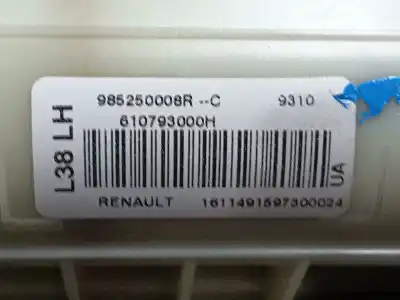 985250008R --C 9310
610793000H
L38 LH
UA
RENAULT 1611491597300024